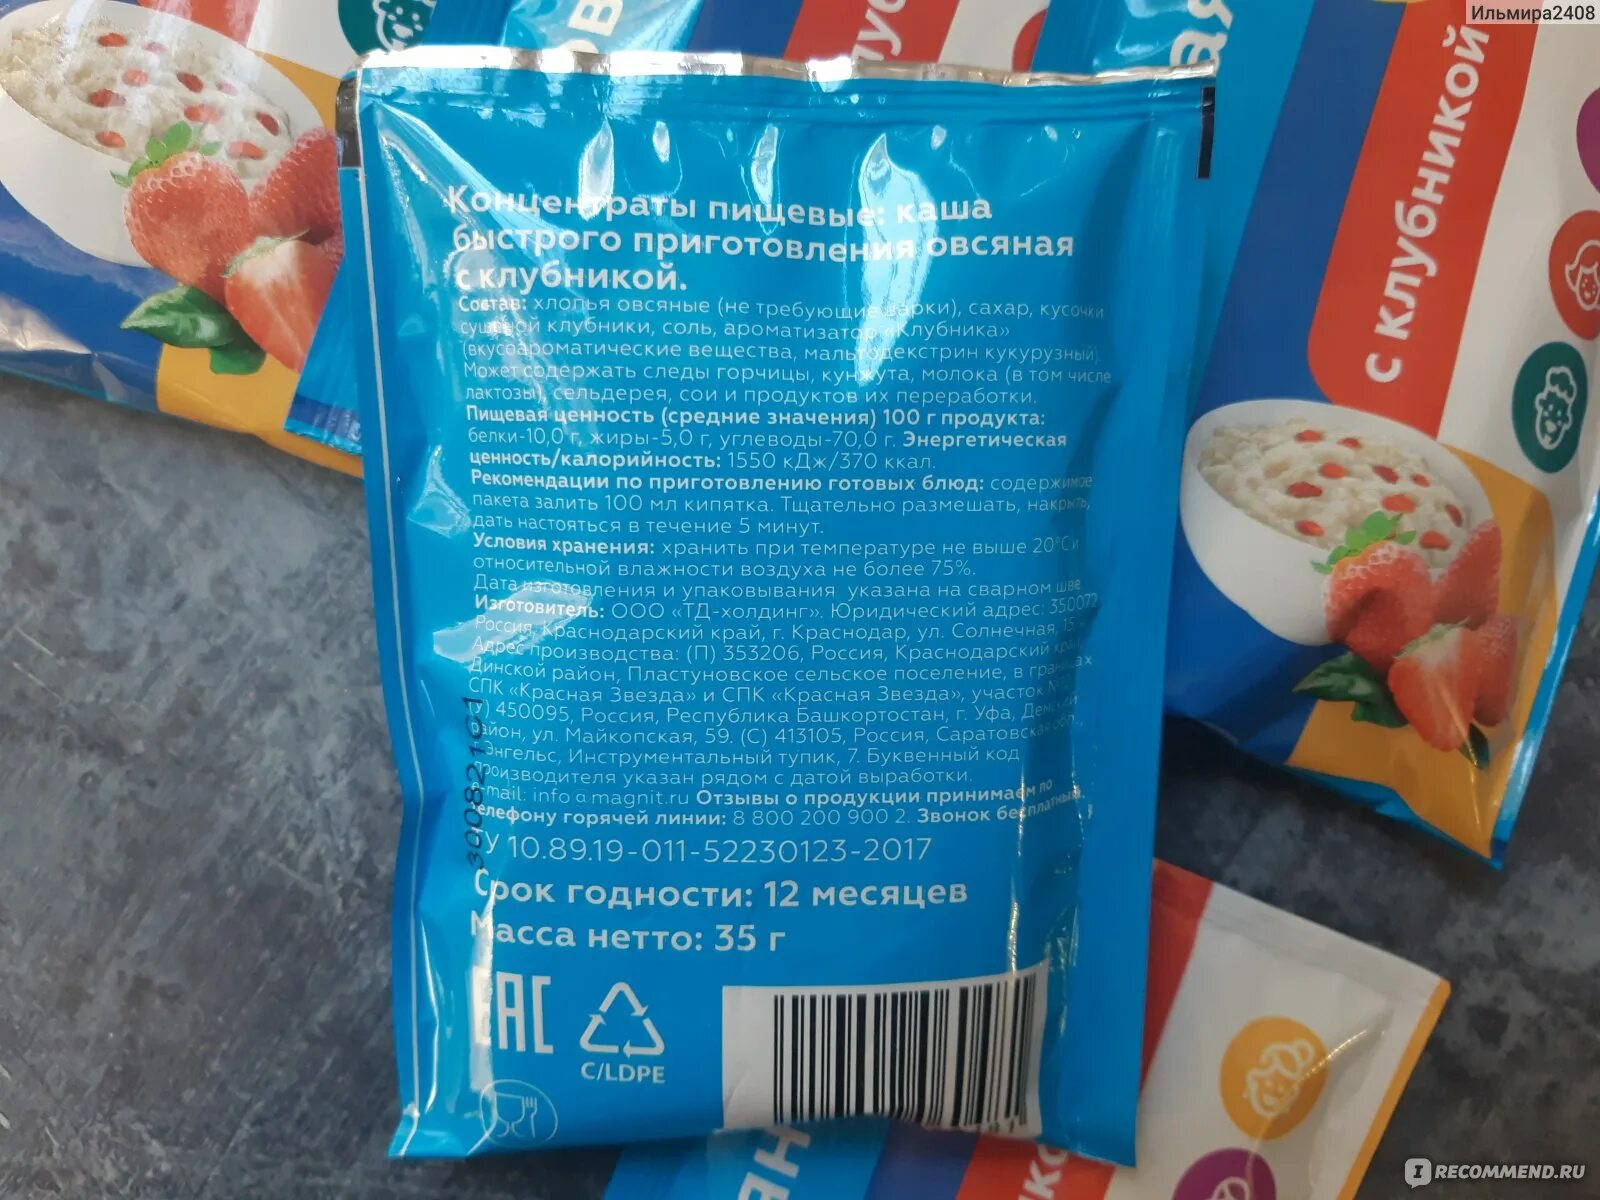 Ильмира2408
с клубникой
Концентраты пищевые: каша
быстрого приготовления овсяная
с клубникой.
Состав: хлопья овсяные (не требующие варки), сахар, кусочки
сушеной клубники, соль, ароматизатор «Клубника»
(вкусоароматические вещества, мальтодекстрин кукурузный).
Может содержать следы горчицы, кунжута, молока (в том числе
лактозы), сельдерея, сои и продуктов их переработки.
Пищевая ценность (средние значения) 100 г продукта:
белки-10,0 г, жиры-5,0 г, углеводы-70,0 г. Энергетическая
ценность/калорийность: 1550 кДж/370 ккал.
Рекомендации по приготовлению готовых блюд: содержимое
пакета залить 100 мл кипятка. Тщательно размешать, накрыть,
дать настояться в течение 5 минут.
Условия хранения: хранить при температуре не выше 20°С и
относительной влажности воздуха не более 75%.
Дата изготовления и упаковывания указана на сварном шве
Изготовитель: ООО «ТД-холдинг». Юридический адрес: 350072,
Россия, Краснодарский край, г. Краснодар, ул. Солнечная, 15
Адрес производства: (П) 353206, Россия, Краснодарский край,
Динской район, Пластуновское сельское поселение, в границах
СПК «Красная Звезда» и СПК «Красная Звезда», участок
У) 450095, Россия, Республика Башкортостан, г. Уфа, Демский
район, ул. Майкопская, 59. (С) 413105, Россия, Саратовская обл.,
Энгельс, Инструментальный тупик, 7. Буквенный код
производителя указан рядом с датой выработки.
E-mail: info@magnit.ru Отзывы о продукции принимаем по
телефону горячей линии: 8 800 200 900 2. Звонок бесплатный.
ТУ 10.89.19-011-52230123-2017
Срок годности: 12 месяцев
Масса нетто: 35 г
300821С1
EAC
C/LDPE
IRECOMMEND.RU